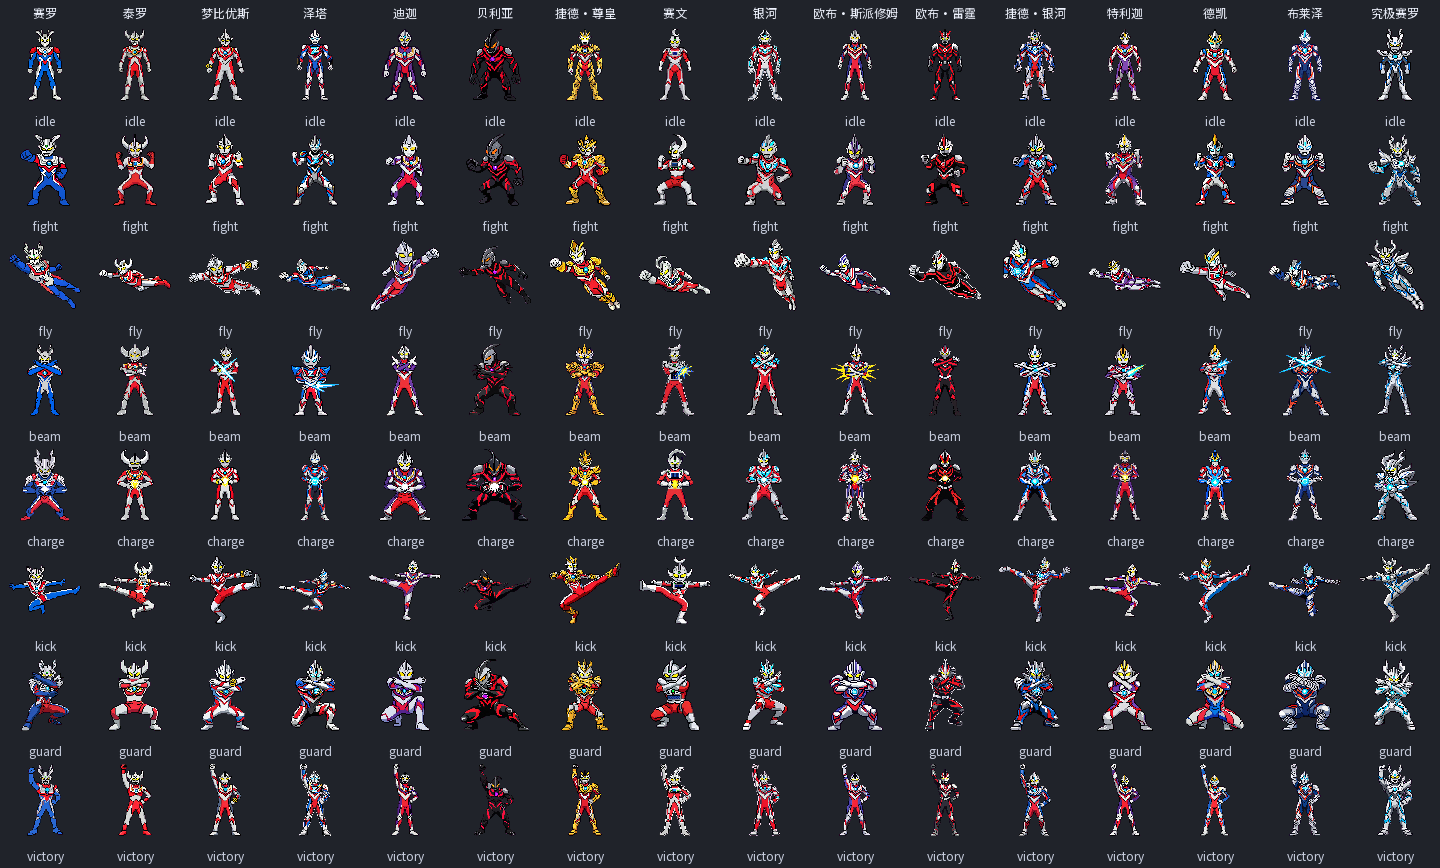 赛罗 泰罗 梦比优斯 泽塔 迪迦 贝利亚 捷德·尊皇 赛文 银河 欧布·斯派修姆 欧布·雷霆 捷德·银河 特利迦 德凯 布莱泽 究极赛罗
idle idle idle idle idle idle idle idle idle idle idle idle idle idle idle idle
fight fight fight fight fight fight fight fight fight fight fight fight fight fight fight fight
fly fly fly fly fly fly fly fly fly fly fly fly fly fly fly fly
beam beam beam beam beam beam beam beam beam beam beam beam beam beam beam beam
charge charge charge charge charge charge charge charge charge charge charge charge charge charge charge charge
kick kick kick kick kick kick kick kick kick kick kick kick kick kick kick kick
guard guard guard guard guard guard guard guard guard guard guard guard guard guard guard guard
victory victory victory victory victory victory victory victory victory victory victory victory victory victory victory victory